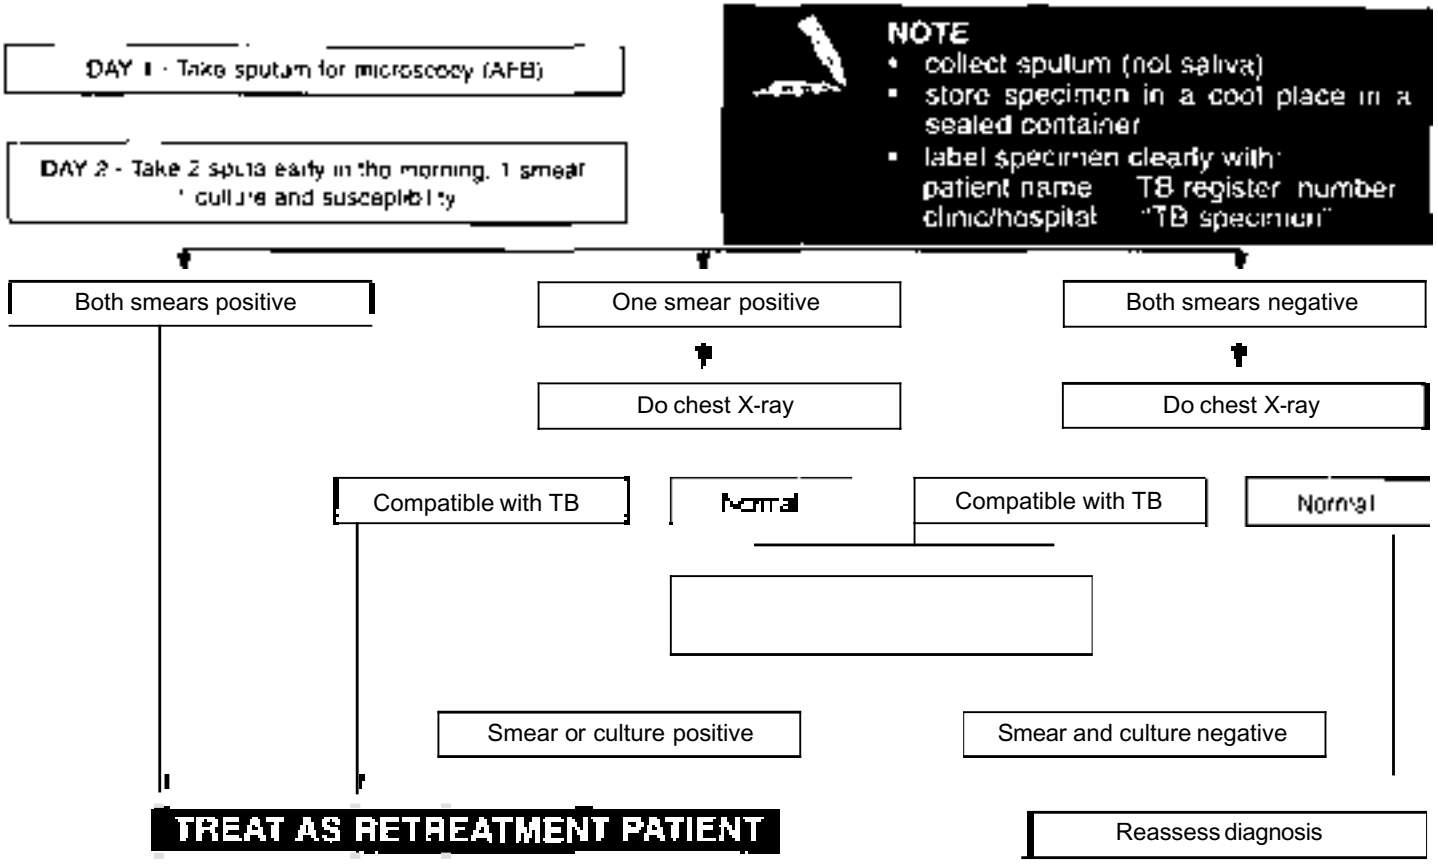 DAY 1 - Take sputum for microscopy (AFB)
DAY 2 - Take 2 sputa early in the morning, 1 smear
1 culture and susceptibility
NOTE
• collect sputum (not saliva)
• store specimen in a cool place in a
sealed container
• label specimen clearly with:
patient name TB register number
clinic/hospital "TB specimen"
Both smears positive
One smear positive
Both smears negative
Do chest X-ray
Do chest X-ray
Compatible with TB
Normal
Compatible with TB
Normal
Smear or culture positive
Smear and culture negative
TREAT AS RETREATMENT PATIENT
Reassess diagnosis